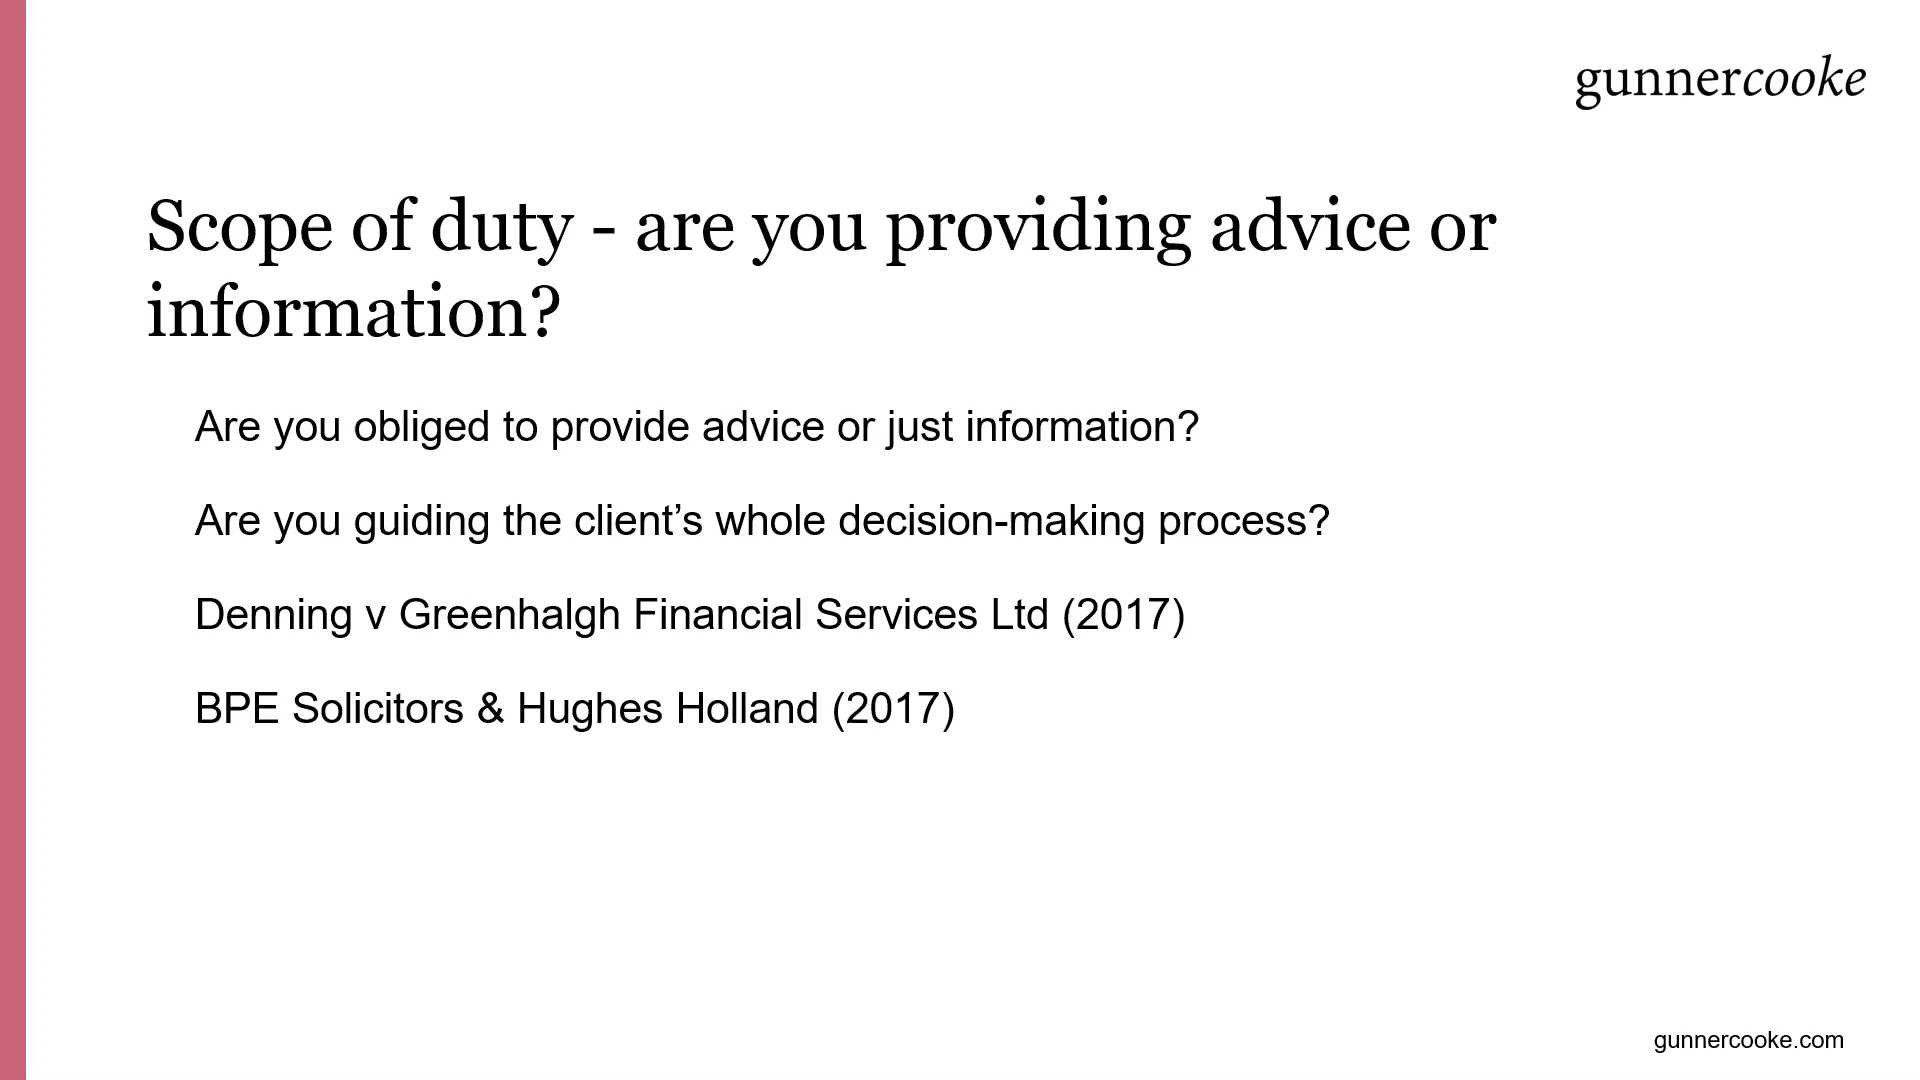 gunnercooke
Scope of duty - are you providing advice or
information?
Are you obliged to provide advice or just information?
Are you guiding the client’s whole decision-making process?
Denning v Greenhalgh Financial Services Ltd (2017)
BPE Solicitors & Hughes Holland (2017)
gunnercooke.com